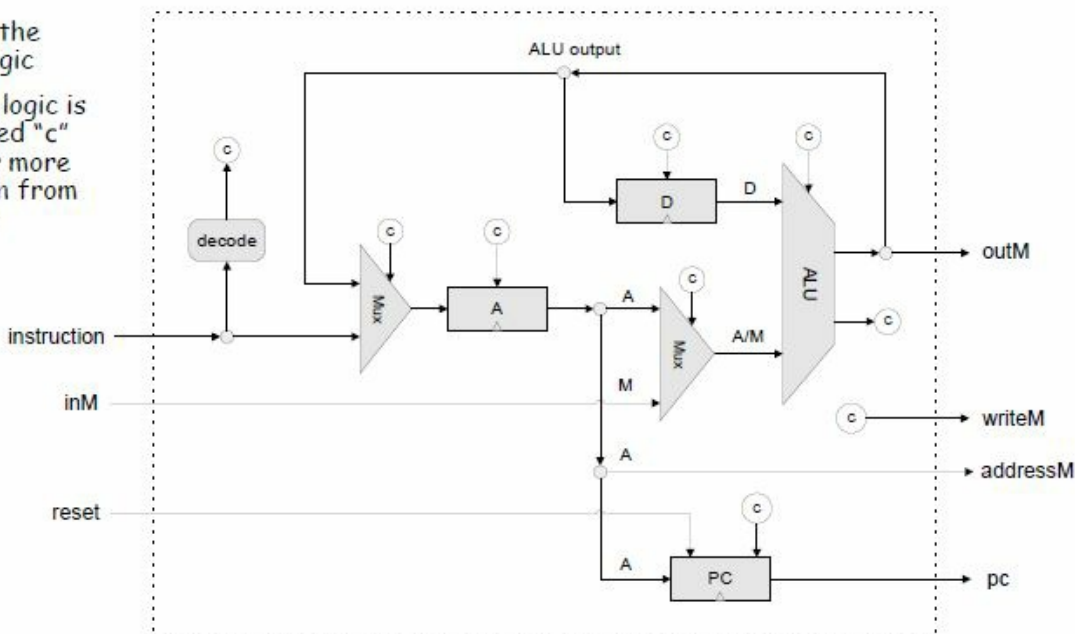 the
gic
logic is
ed "c"
more
n from
ALU output
c
c
c
D
D
decode
c
c
c
A
A
Mux
Mux
ALU
outM
c
instruction
A/M
inM
M
c
writeM
A
addressM
reset
c
A
PC
pc